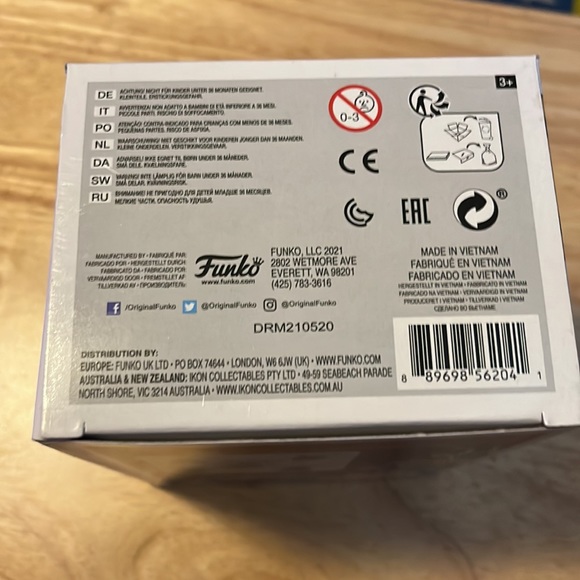 3+
DE ACHTUNG! NICHT FÜR KINDER UNTER 36 MONATEN GEEIGNET.
KLEINTEILE. ERSTICKUNGSGEFAHR.
IT AVVERTENZA! NON ADATTO A BAMBINI DI ETÀ INFERIORE A 36 MESI.
PICCOLE PARTI. RISCHIO DI SOFFOCAMENTO.
PO ATENÇÃO! CONTRA-INDICADO PARA CRIANÇAS COM MENOS DE 36 MESES.
PEQUENAS PARTES. RISCO DE ASFIXIA.
NL WAARSCHUWING! NIET GESCHIKT VOOR KINDEREN JONGER DAN 36 MAANDEN.
KLEINE ONDERDELEN. VERSTIKKINGSGEVAAR.
DA ADVARSEL! IKKE EGNET TIL BØRN UNDER 36 MÅNEDER.
SMÅ DELE. KVÆLNINGSFARE.
SW VARNING! INTE LÄMPLIG FÖR BARN UNDER 36 MÅNADER.
SMÅ DELAR. KVÄVNINGSRISK.
RU ВНИМАНИЕ! НЕ ПРИГОДНО ДЛЯ ДЕТЕЙ МЛАДШЕ 36 МЕСЯЦЕВ.
МЕЛКИЕ ЧАСТИ. ОПАСНОСТЬ УДУШЬЯ.
0-3
CE
EAC
®
MANUFACTURED BY • FABRIQUÉ PAR
FABRICADO POR • HERGESTELLT DURCH
FABBRICATO DA • FABRICADO POR
VERVAARDIGD DOOR • FREMSTILLET AF
TILLVERKAD AV • ПРОИЗВОДИТЕЛЬ:
Funko
www.funko.com
FUNKO, LLC 2021
2802 WETMORE AVE
EVERETT, WA 98201
(425) 783-3616
MADE IN VIETNAM
FABRIQUÉ EN VIETNAM
FABRICADO EN VIETNAM
HERGESTELLT IN VIETNAM • FABBRICATO IN VIETNAM
FABRICADO NA VIETNAM • VERVAARDIGD IN VIETNAM
PRODUCERET I VIETNAM • TILLVERKAD I VIETNAM
СДЕЛАНО ВО ВЬЕТНАМЕ
f /OriginalFunko @OriginalFunko @OriginalFunko
DRM210520
DISTRIBUTION BY:
EUROPE: FUNKO UK LTD • PO BOX 74644 • LONDON, W6 6JW (UK) • WWW.FUNKO.COM
AUSTRALIA & NEW ZEALAND: IKON COLLECTABLES PTY LTD • 49-59 SEABEACH PARADE
NORTH SHORE, VIC 3214 AUSTRALIA • WWW.IKONCOLLECTABLES.COM.AU
8 89698 56204 1